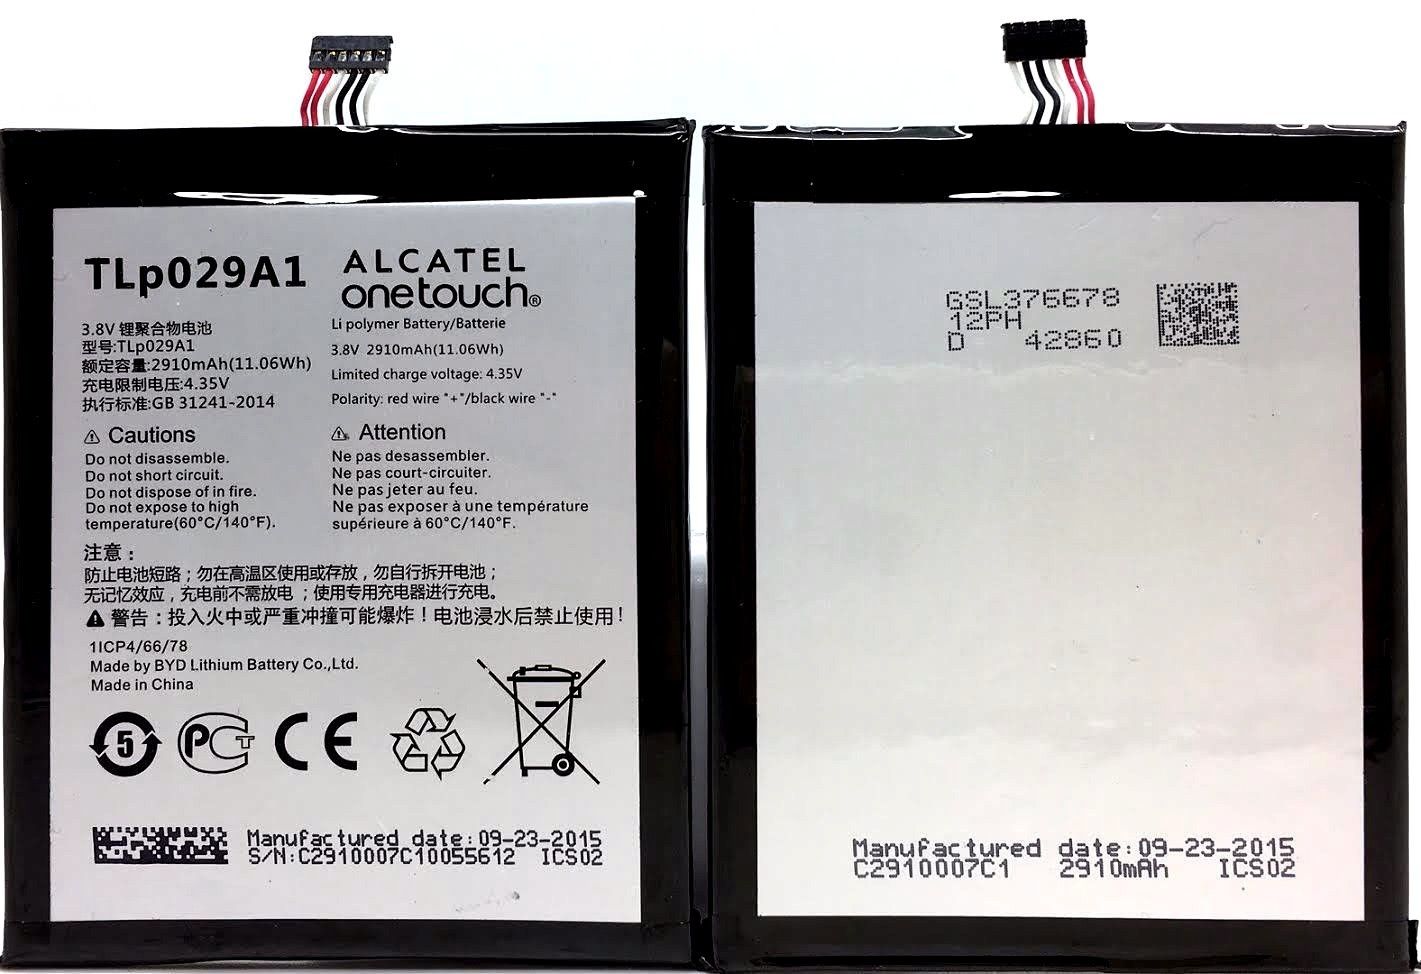 TLp029A1
ALCATEL
onetouch®
3.8V 锂聚合物电池
型号:TLp029A1
额定容量:2910mAh(11.06Wh)
充电限制电压:4.35V
执行标准:GB 31241-2014
Li polymer Battery/Batterie
3.8V 2910mAh(11.06Wh)
Limited charge voltage: 4.35V
Polarity: red wire "+"/black wire "-"
Cautions
Do not disassemble.
Do not short circuit.
Do not dispose of in fire.
Do not expose to high
temperature(60°C/140°F).
Attention
Ne pas desassembler.
Ne pas court-circuiter.
Ne pas jeter au feu.
Ne pas exposer à une température
supérieure à 60°C/140°F.
注意：
防止电池短路；勿在高温区使用或存放，勿自行拆开电池；
无记忆效应，充电前不需放电；使用专用充电器进行充电。
警告：投入火中或严重冲撞可能爆炸！电池浸水后禁止使用！
1ICP4/66/78
Made by BYD Lithium Battery Co.,Ltd.
Made in China
5 PCT CE
Manufactured date:09-23-2015
S/N:C2910007C10055612 ICS02
GSL376678
12PH
D 42860
Manufactured date:09-23-2015
C2910007C1 2910mAh ICS02